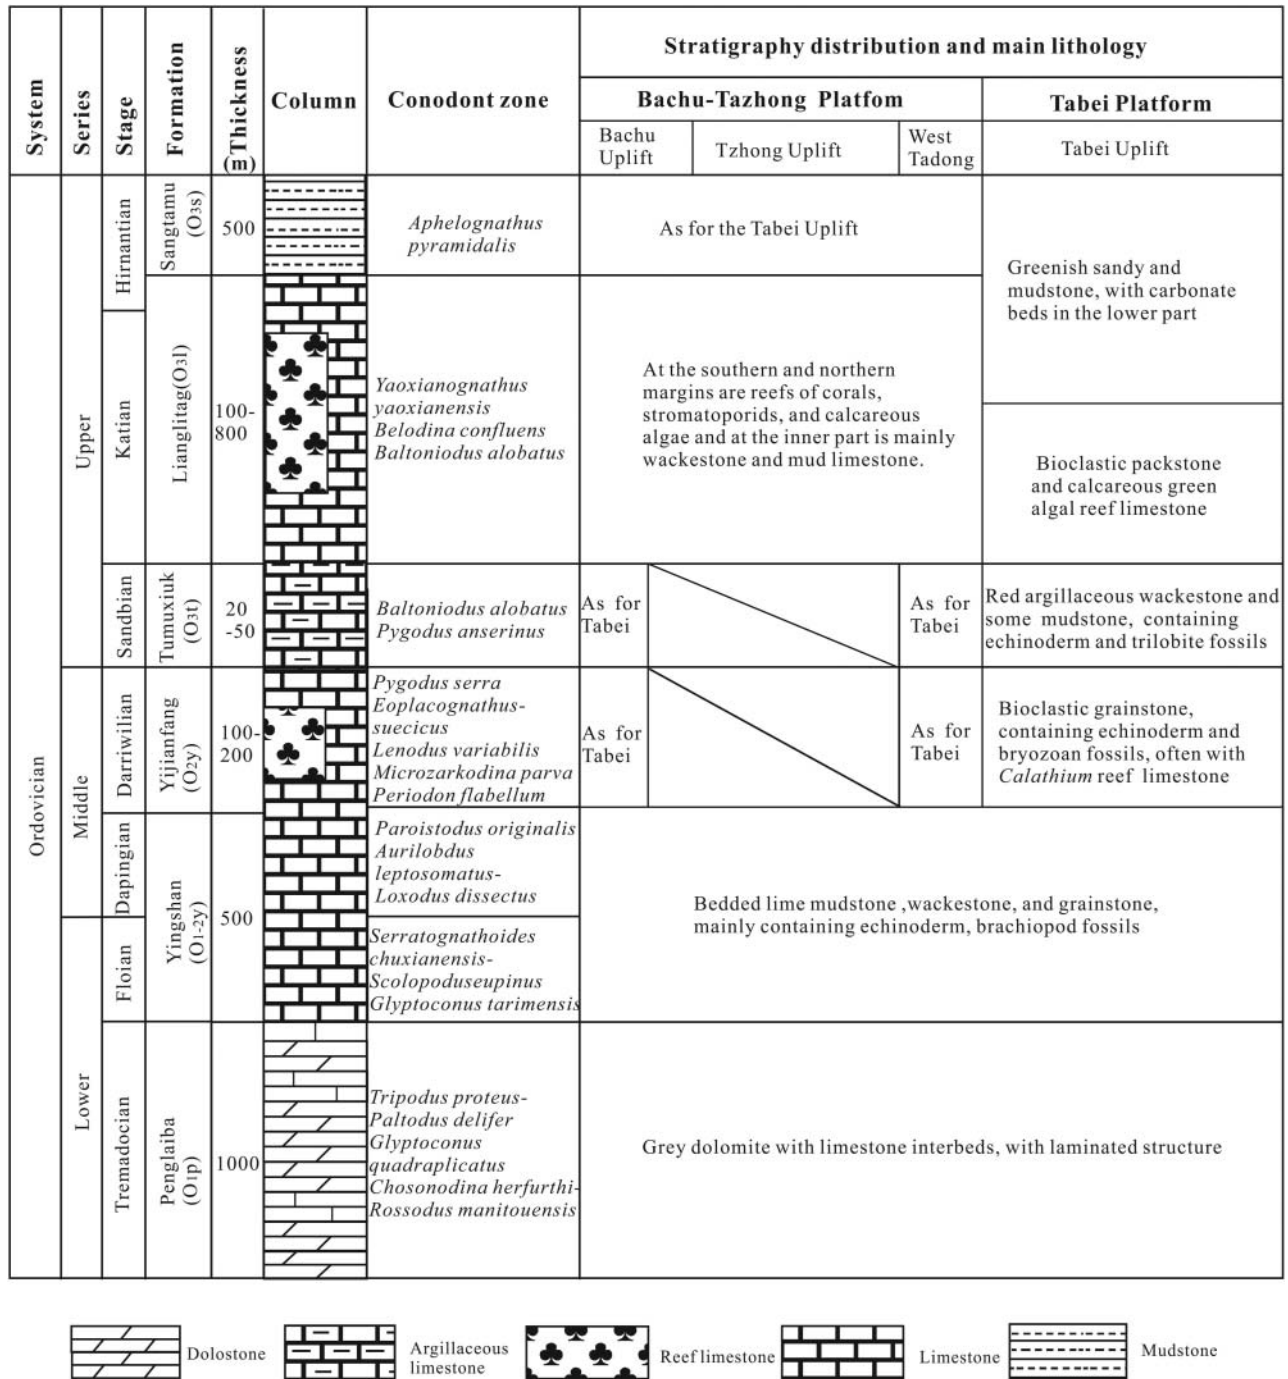 System
Series
Stage
Formation
Thickness
(m)
Column
Conodont zone
Stratigraphy distribution and main lithology
Bachu-Tazhong Platfom
Tabei Platform
Bachu
Uplift
Tzhong Uplift
West
Tadong
Tabei Uplift
Ordovician
Upper
Middle
Lower
Hirnantian
Katian
Sandbian
Darriwilian
Dapingian
Floian
Tremadocian
Sangtamu
(O3s)
500
Aphelognathus
pyramidalis
As for the Tabei Uplift
Greenish sandy and
mudstone, with carbonate
beds in the lower part
Lianglitag(O3l)
100-
800
Yaoxianognathus
yaoxianensis
Belodina confluens
Baltoniodus alobatus
At the southern and northern
margins are reefs of corals,
stromatoporids, and calcareous
algae and at the inner part is mainly
wackestone and mud limestone.
Bioclastic packstone
and calcareous green
algal reef limestone
Tumuxiuk
(O3t)
20
-50
Baltoniodus alobatus
Pygodus anserinus
As for
Tabei
As for
Tabei
Red argillaceous wackestone and
some mudstone, containing
echinoderm and trilobite fossils
Yijianfang
(O2y)
100-
200
Pygodus serra
Eoplacognathus-
suecicus
Lenodus variabilis
Microzarkodina parva
Periodon flabellum
As for
Tabei
As for
Tabei
Bioclastic grainstone,
containing echinoderm and
bryozoan fossils, often with
Calathium reef limestone
Yingshan
(O1-2y)
500
Paroistodus originalis
Aurilobdus
leptosomatus-
Loxodus dissectus
Serratognathoides
chuxianensis-
Scolopoduseupinus
Glyptoconus tarimensis
Bedded lime mudstone ,wackestone, and grainstone,
mainly containing echinoderm, brachiopod fossils
Penglaiba
(O1p)
1000
Tripodus proteus-
Paltodus delifer
Glyptoconus
quadraplicatus
Chosonodina herfurthi-
Rossodus manitouensis
Grey dolomite with limestone interbeds, with laminated structure
Dolostone
Argillaceous
limestone
Reef limestone
Limestone
Mudstone